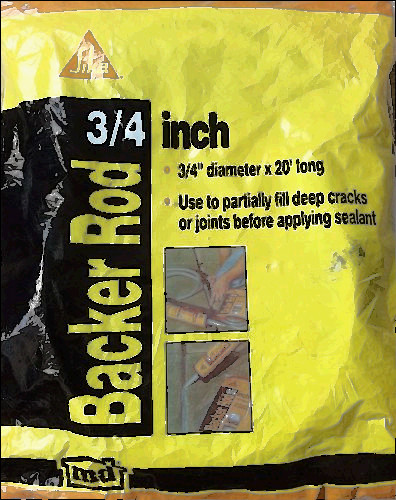 Sika
3/4 inch
Backer Rod
• 3/4" diameter x 20' long
• Use to partially fill deep cracks
or joints before applying sealant
md